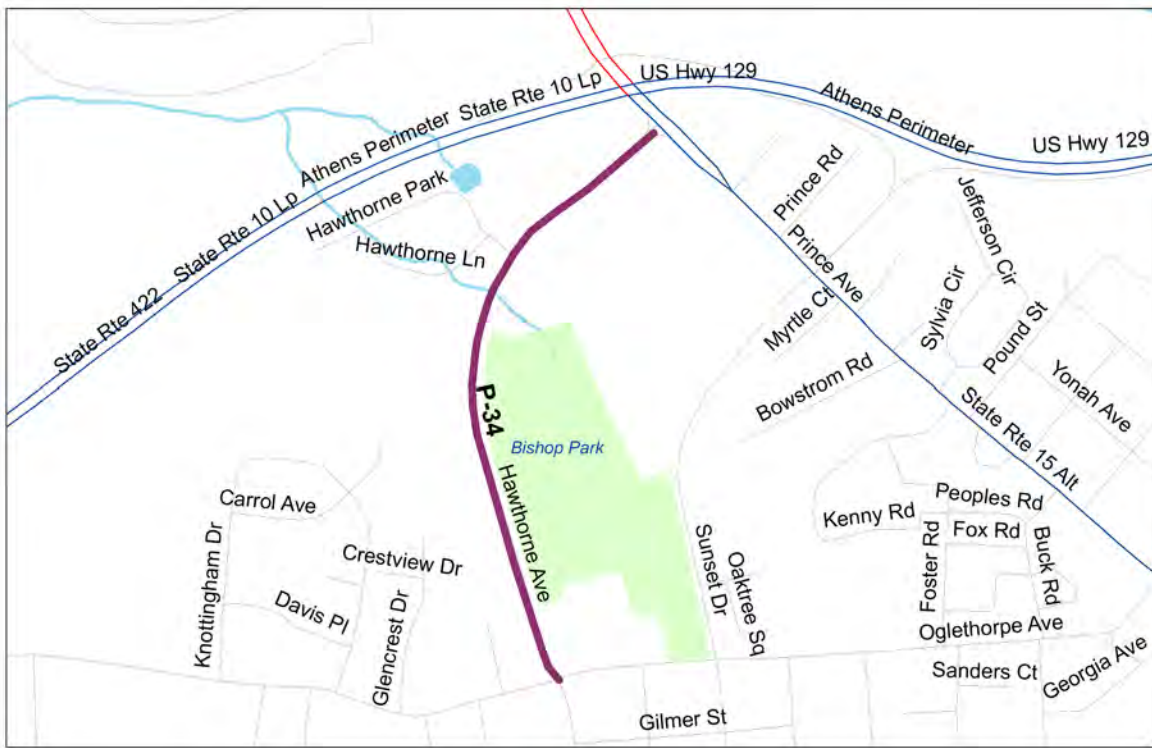 State Rte 10 Lp
US Hwy 129
Athens Perimeter
Athens Perimeter
US Hwy 129
State Rte 10 Lp
State Rte 422
Hawthorne Park
Hawthorne Ln
Prince Rd
Prince Ave
Jefferson Cir
Myrtle Ct
Sylvia Cir
Pound St
Bowstrom Rd
Yonah Ave
State Rte 15 Alt
P-34
Bishop Park
Hawthorne Ave
Carrol Ave
Knottingham Dr
Crestview Dr
Davis Pl
Glencrest Dr
Sunset Dr
Oaktree Sq
Kenny Rd
Peoples Rd
Fox Rd
Foster Rd
Buck Rd
Oglethorpe Ave
Sanders Ct
Georgia Ave
Gilmer St